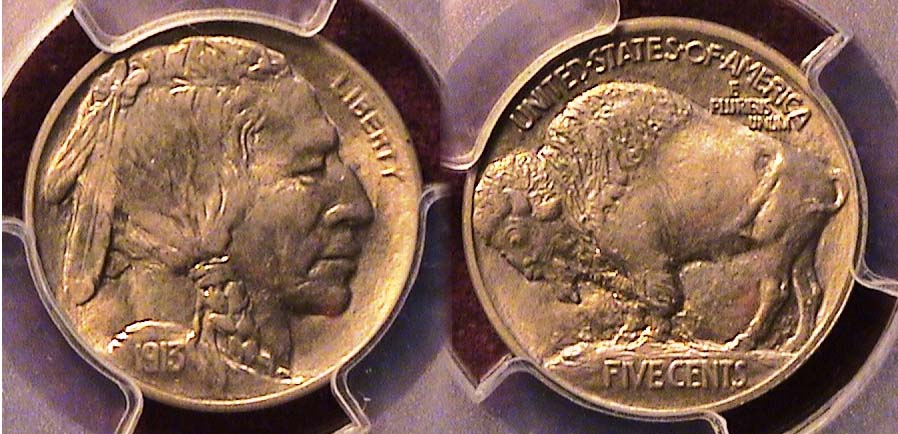 LIBERTY
1913
UNITED·STATES·OF·AMERICA
E
PLURIBUS
UNUM
FIVE CENTS